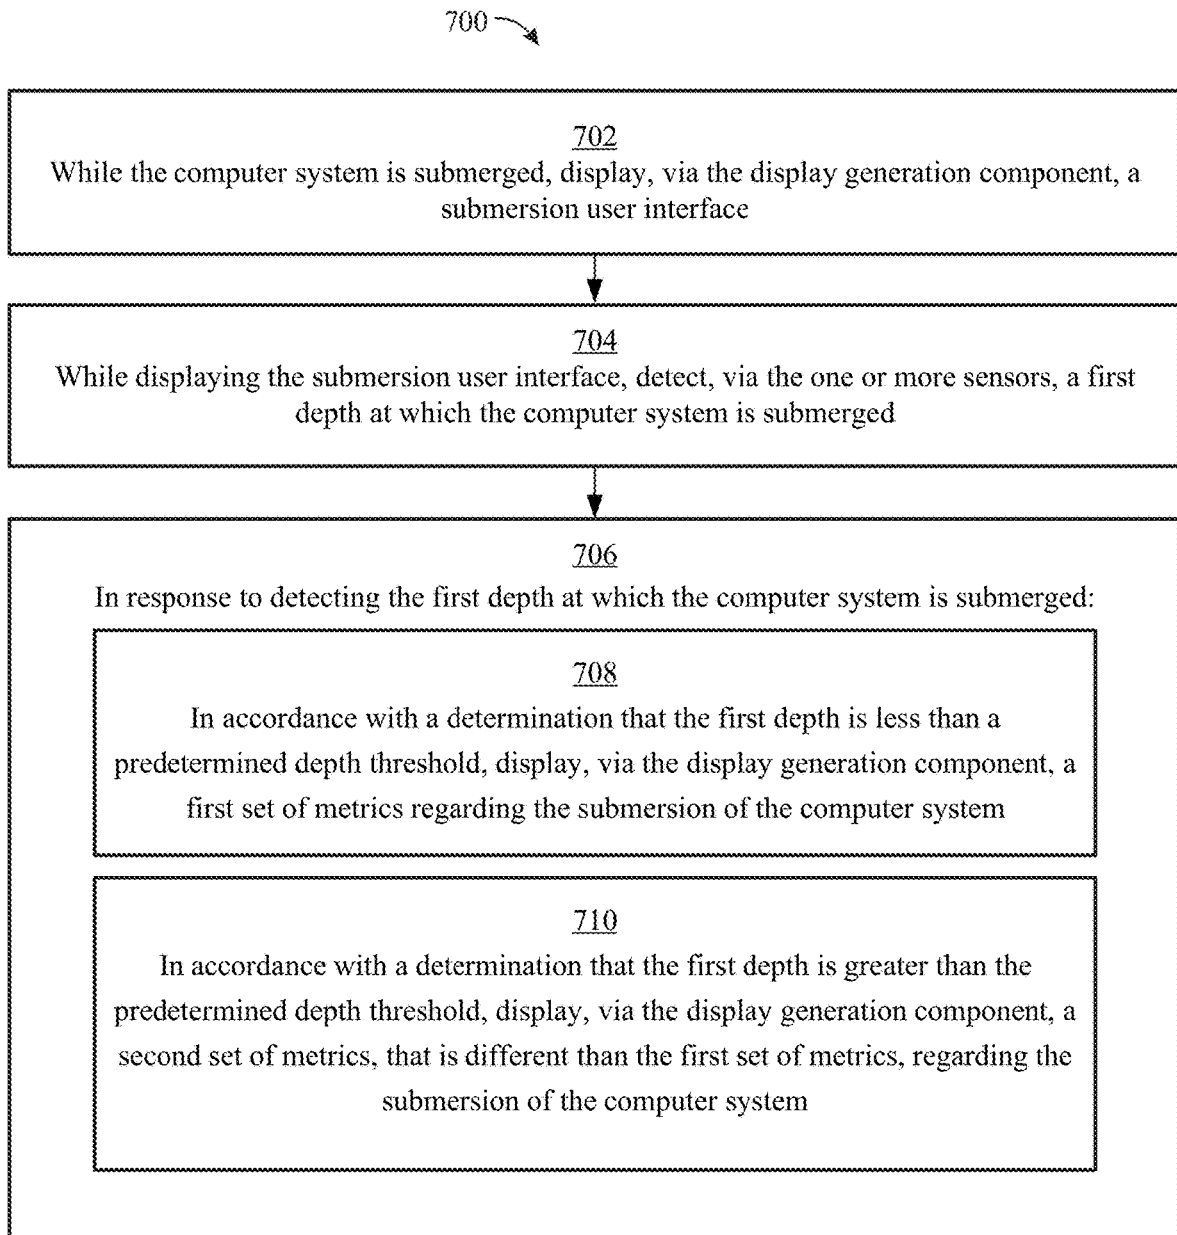 700
702
While the computer system is submerged, display, via the display generation component, a
submersion user interface
704
While displaying the submersion user interface, detect, via the one or more sensors, a first
depth at which the computer system is submerged
706
In response to detecting the first depth at which the computer system is submerged:
708
In accordance with a determination that the first depth is less than a
predetermined depth threshold, display, via the display generation component, a
first set of metrics regarding the submersion of the computer system
710
In accordance with a determination that the first depth is greater than the
predetermined depth threshold, display, via the display generation component, a
second set of metrics, that is different than the first set of metrics, regarding the
submersion of the computer system